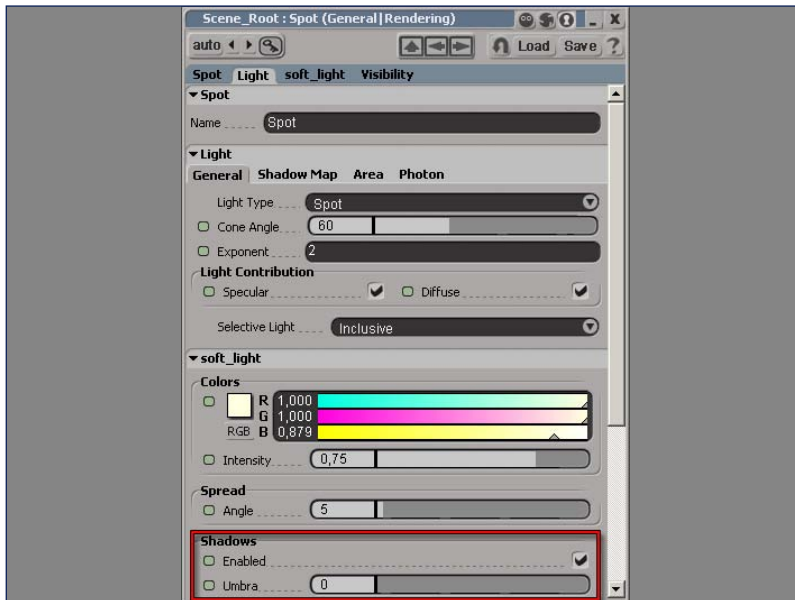 Scene_Root : Spot (General|Rendering)
auto Load Save ?
Spot Light soft_light Visibility
Spot
Name Spot
Light
General Shadow Map Area Photon
Light Type Spot
Cone Angle 60
Exponent 2
Light Contribution
Specular Diffuse
Selective Light Inclusive
soft_light
Colors
R 1,000
G 1,000
RGB B 0,879
Intensity 0,75
Spread
Angle 5
Shadows
Enabled
Umbra 0